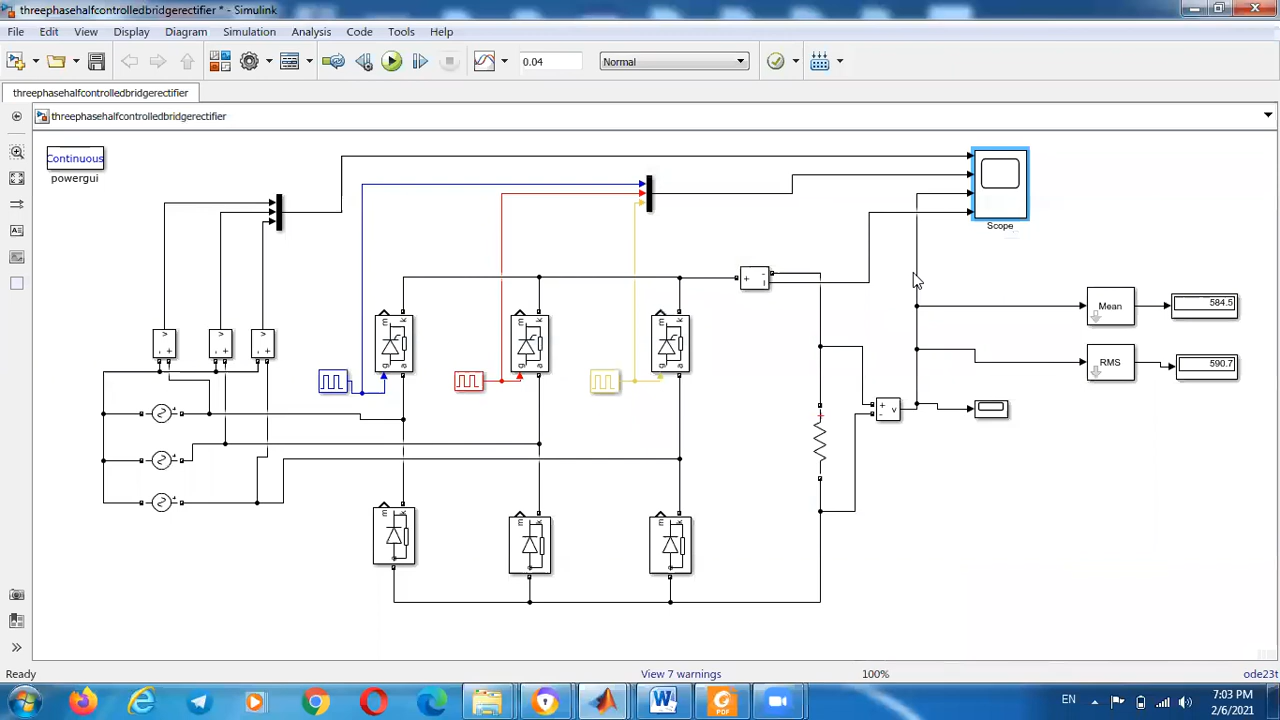 threephasehalfcontrolledbridgerectifier * - Simulink
File Edit View Display Diagram Simulation Analysis Code Tools Help
0.04 Normal
threephasehalfcontrolledbridgerectifier
threephasehalfcontrolledbridgerectifier
Continuous
powergui
Scope
Mean
584.5
RMS
590.7
+ - i
m k
m k
m k
g a
g a
g a
+ - v
m k
m k
m k
Ready View 7 warnings 100% ode23t
W
PDF
EN
7:03 PM
2/6/2021